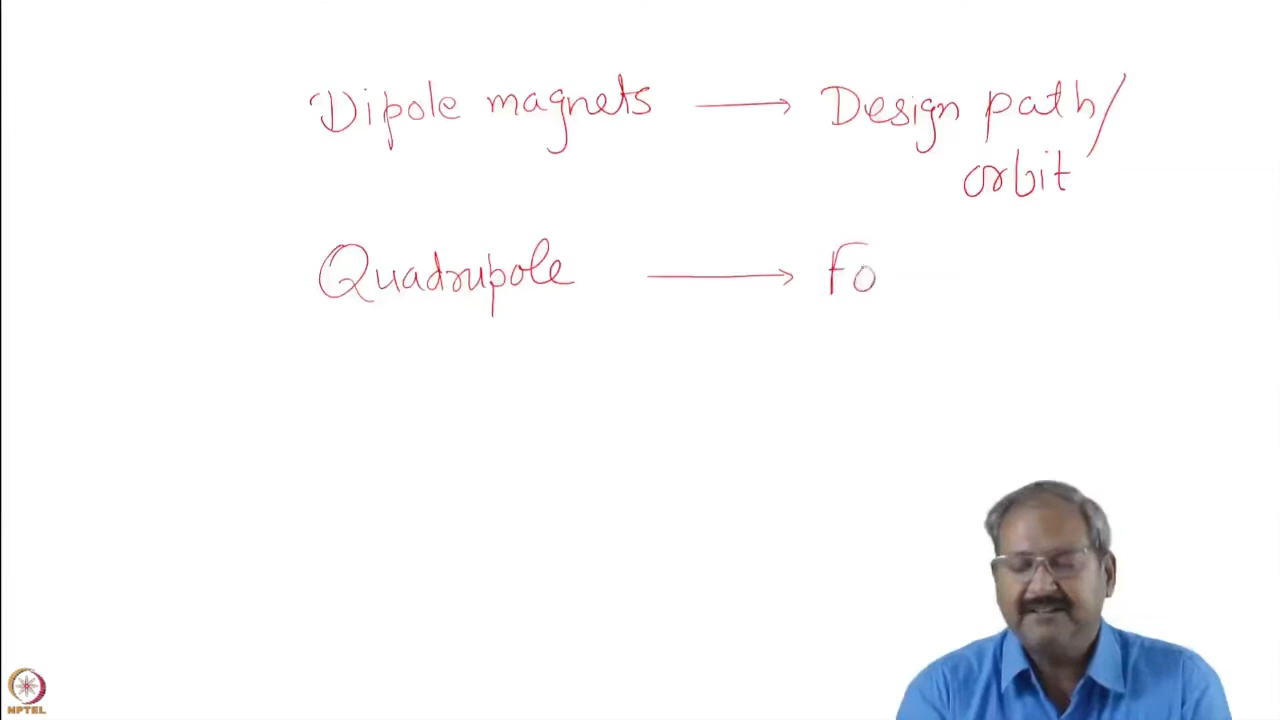 Dipole magnets → Design path/
orbit
Quadrupole → Fo
NPTEL